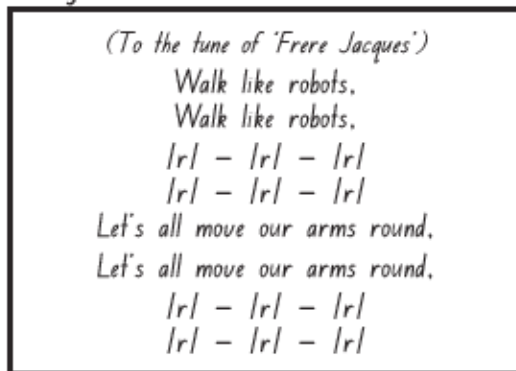 (To the tune of 'Frere Jacques')
Walk like robots,
Walk like robots,
/r/ – /r/ – /r/
/r/ – /r/ – /r/
Let's all move our arms round,
Let's all move our arms round,
/r/ – /r/ – /r/
/r/ – /r/ – /r/